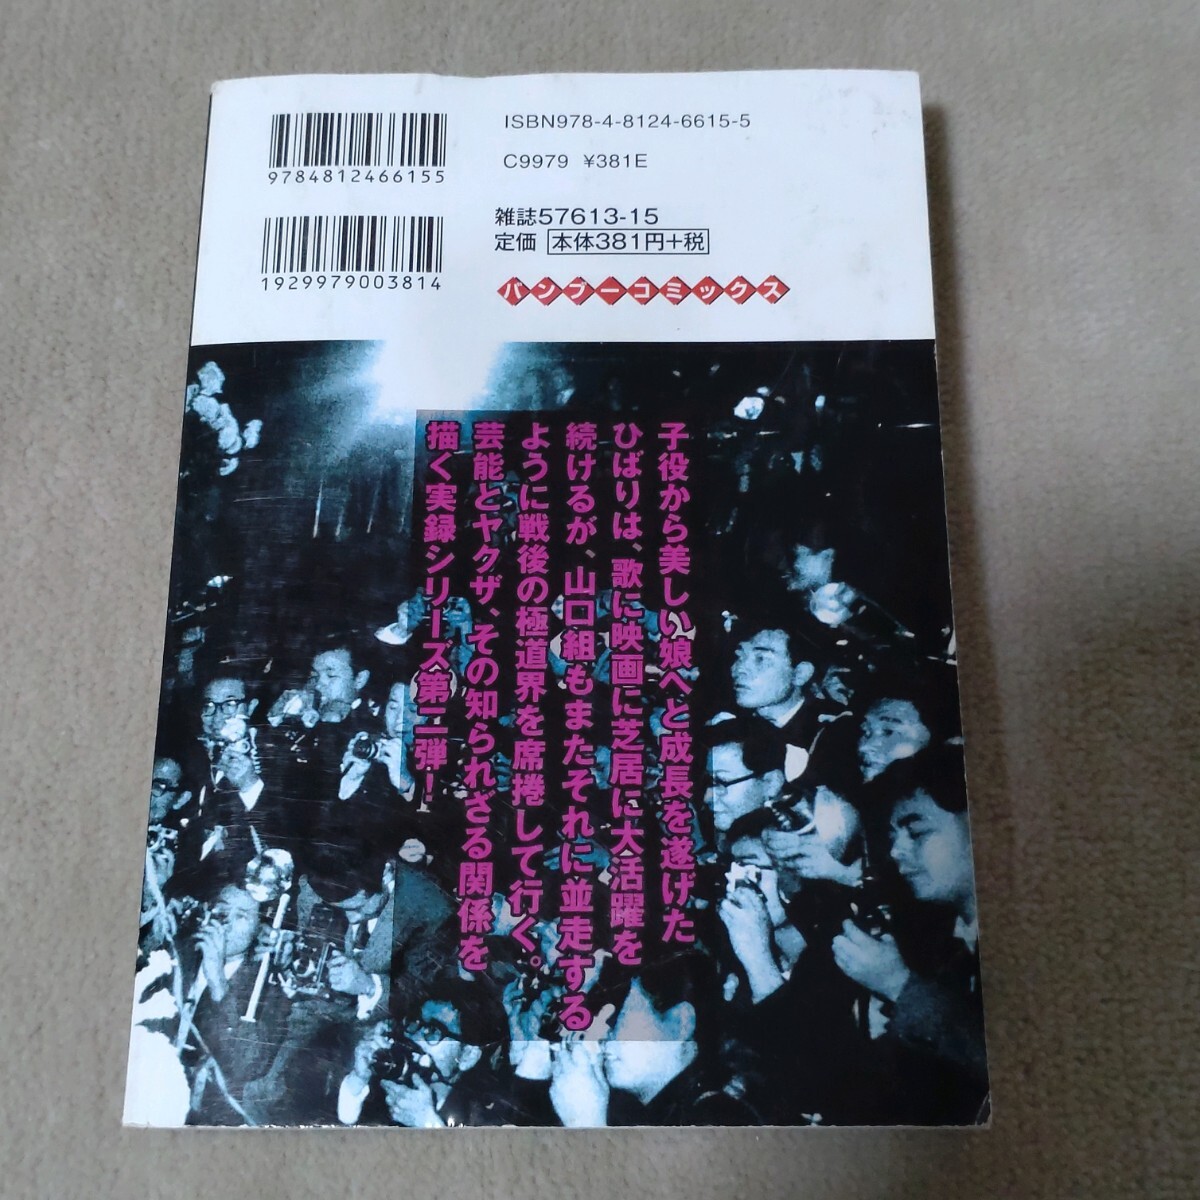 ISBN978-4-8124-6615-5
9784812466155
C9979 ¥381E
雑誌57613-15
定価 本体381円+税
1929979003814
バンブーコミックス
子役から美しい娘へと成長を遂げた
ひばりは、歌に映画に芝居に大活躍を
続けるが、山口組もまたそれに並走する
ように戦後の極道界を席捲して行く。
芸能とヤクザ、その知られざる関係を
描く実録シリーズ第二弾！